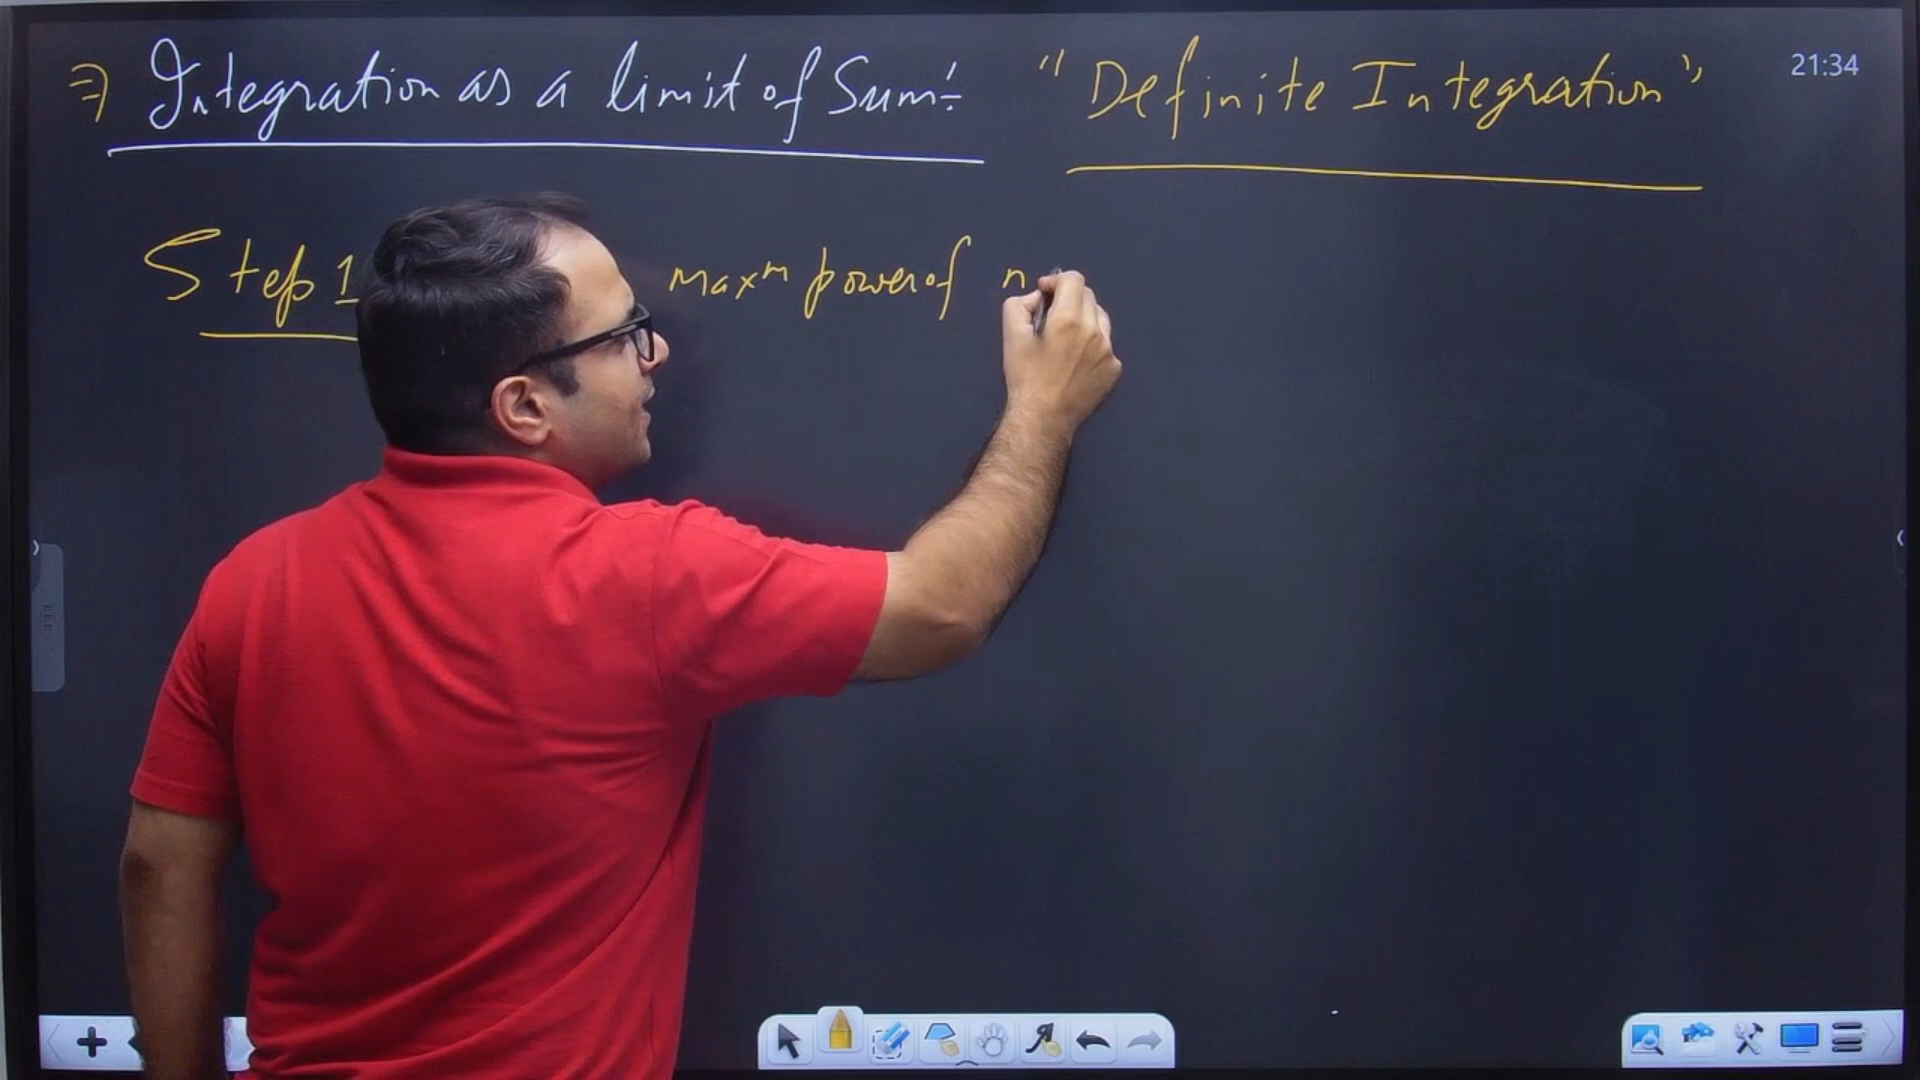 ⇒ Integration as a limit of Sum:- "Definite Integration" 21:34
Step 1 maxᵐ power of n